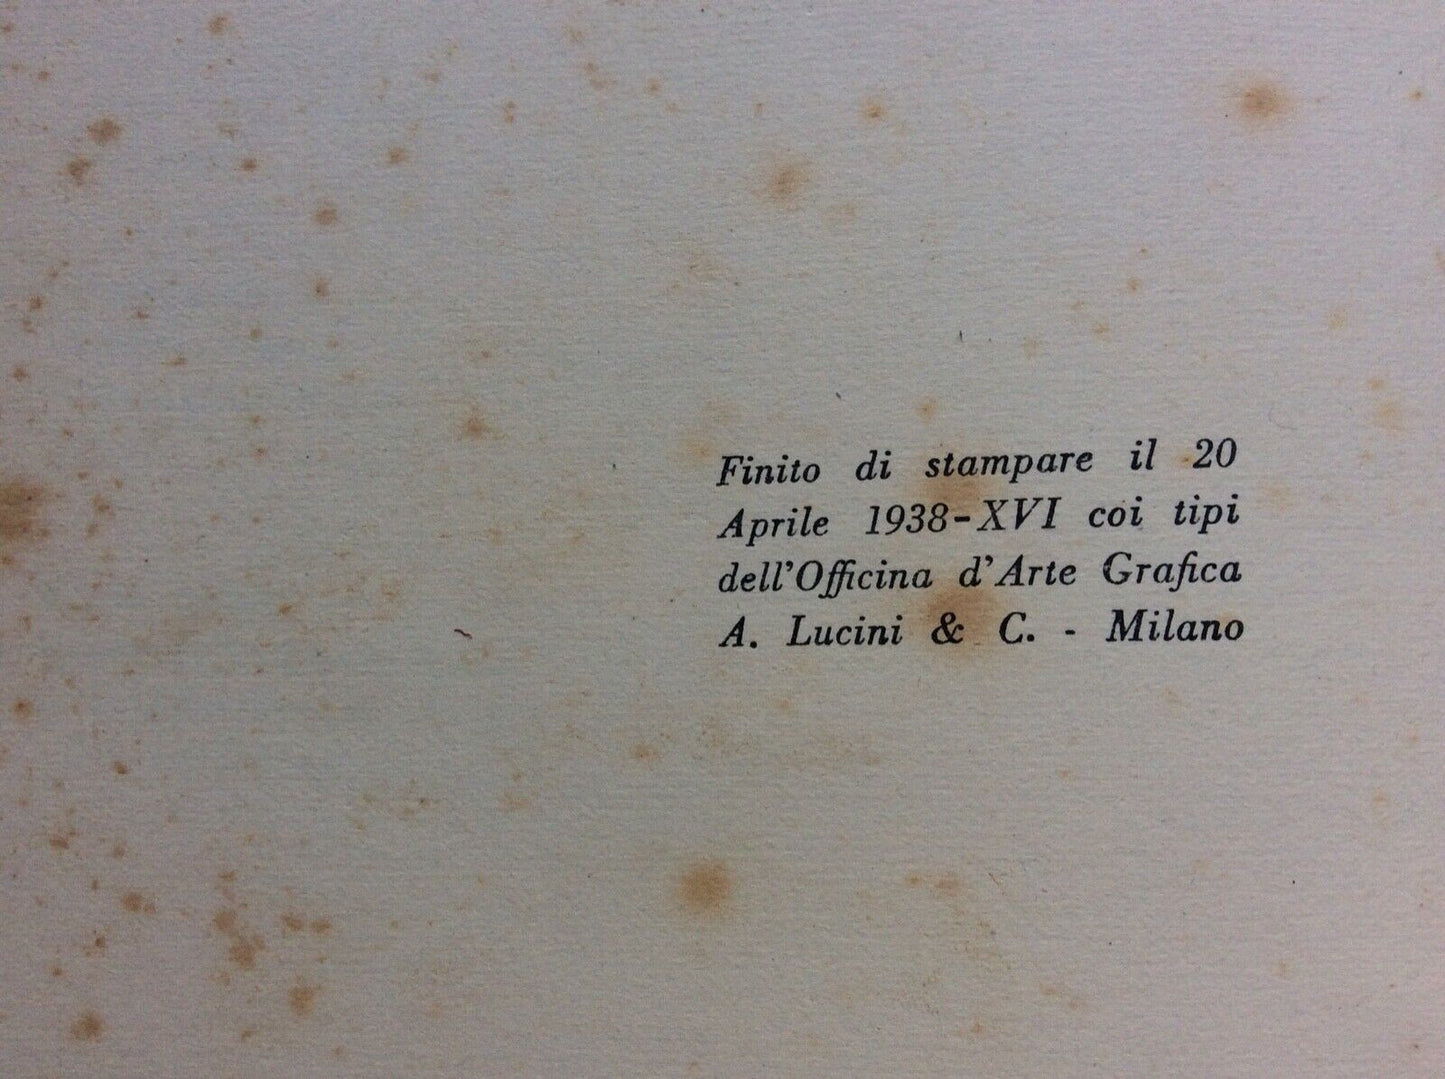 Finito di stampare il 20
Aprile 1938-XVI coi tipi
dell'Officina d'Arte Grafica
A. Lucini & C. - Milano